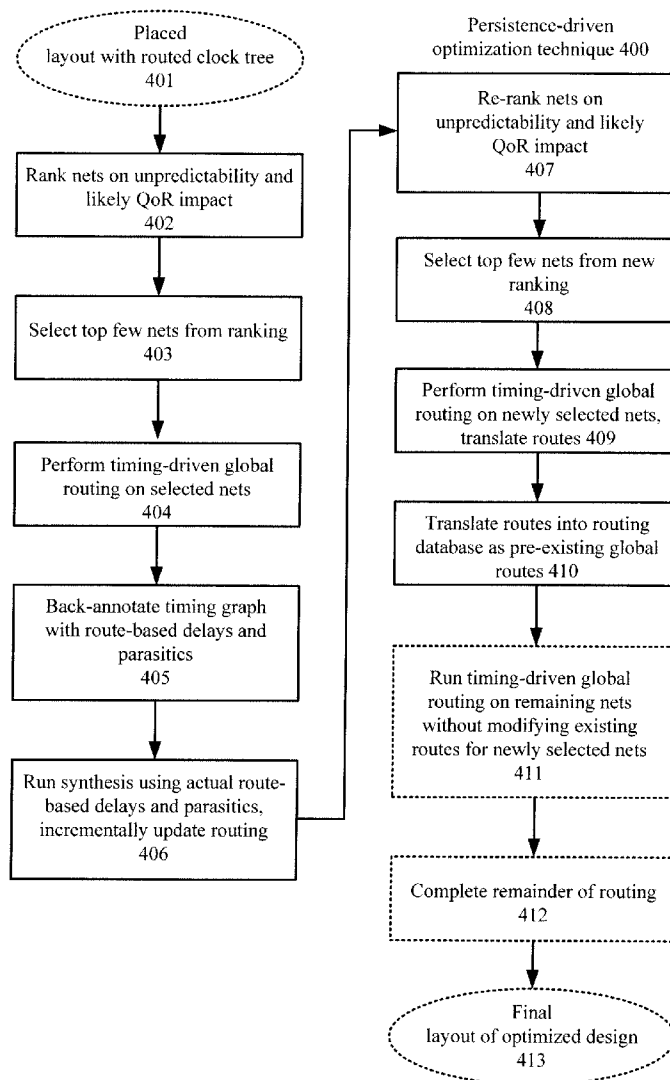 Placed
layout with routed clock tree
401
Rank nets on unpredictability and
likely QoR impact
402
Select top few nets from ranking
403
Perform timing-driven global
routing on selected nets
404
Back-annotate timing graph
with route-based delays and
parasitics
405
Run synthesis using actual route-
based delays and parasitics,
incrementally update routing
406
Persistence-driven
optimization technique 400
Re-rank nets on
unpredictability and likely
QoR impact
407
Select top few nets from new
ranking
408
Perform timing-driven global
routing on newly selected nets,
translate routes 409
Translate routes into routing
database as pre-existing global
routes 410
Run timing-driven global
routing on remaining nets
without modifying existing
routes for newly selected nets
411
Complete remainder of routing
412
Final
layout of optimized design
413